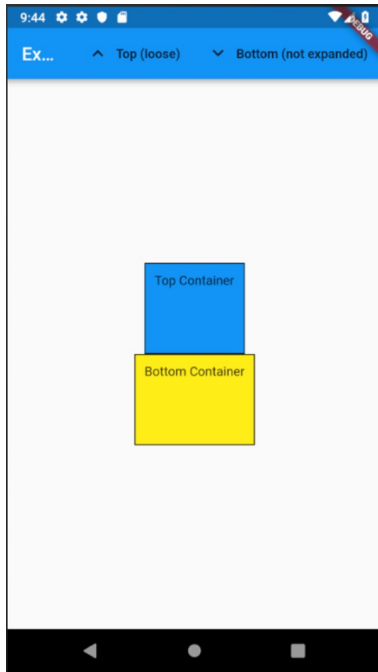 9:44
DEBUG
Ex... Top (loose) Bottom (not expanded)
Top Container
Bottom Container